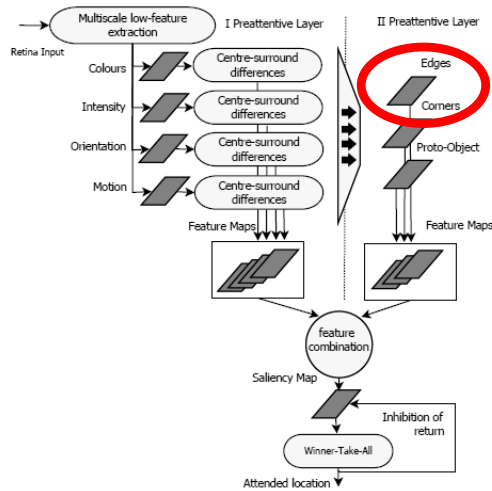 Multiscale low-feature
extraction
I Preattentive Layer
II Preattentive Layer
Retina Input
Colours
Centre-surround
differences
Intensity
Centre-surround
differences
Orientation
Centre-surround
differences
Motion
Centre-surround
differences
Edges
Corners
Proto-Object
Feature Maps
Feature Maps
feature
combination
Saliency Map
Inhibition of
return
Winner-Take-All
Attended location